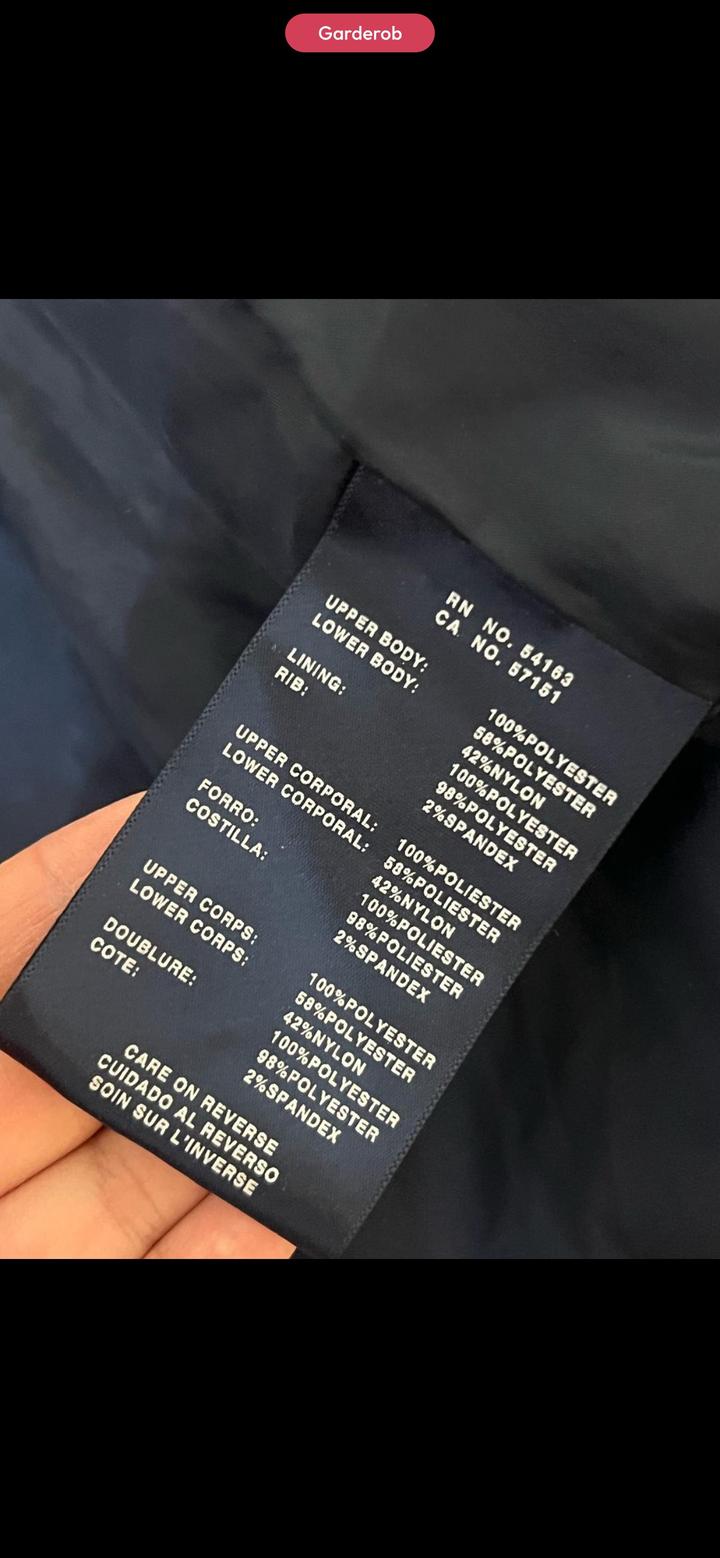 Garderob
RN NO. 54163
CA. NO. 57151
UPPER BODY: 100%POLYESTER
LOWER BODY: 58%POLYESTER
42%NYLON
LINING: 100%POLYESTER
RIB: 98%POLYESTER
2%SPANDEX
UPPER CORPORAL: 100%POLIESTER
LOWER CORPORAL: 58%POLIESTER
42%NYLON
FORRO: 100%POLIESTER
COSTILLA: 98%POLIESTER
2%SPANDEX
UPPER CORPS: 100%POLYESTER
LOWER CORPS: 58%POLYESTER
42%NYLON
DOUBLURE: 100%POLYESTER
COTE: 98%POLYESTER
2%SPANDEX
CARE ON REVERSE
CUIDADO AL REVERSO
SOIN SUR L'INVERSE